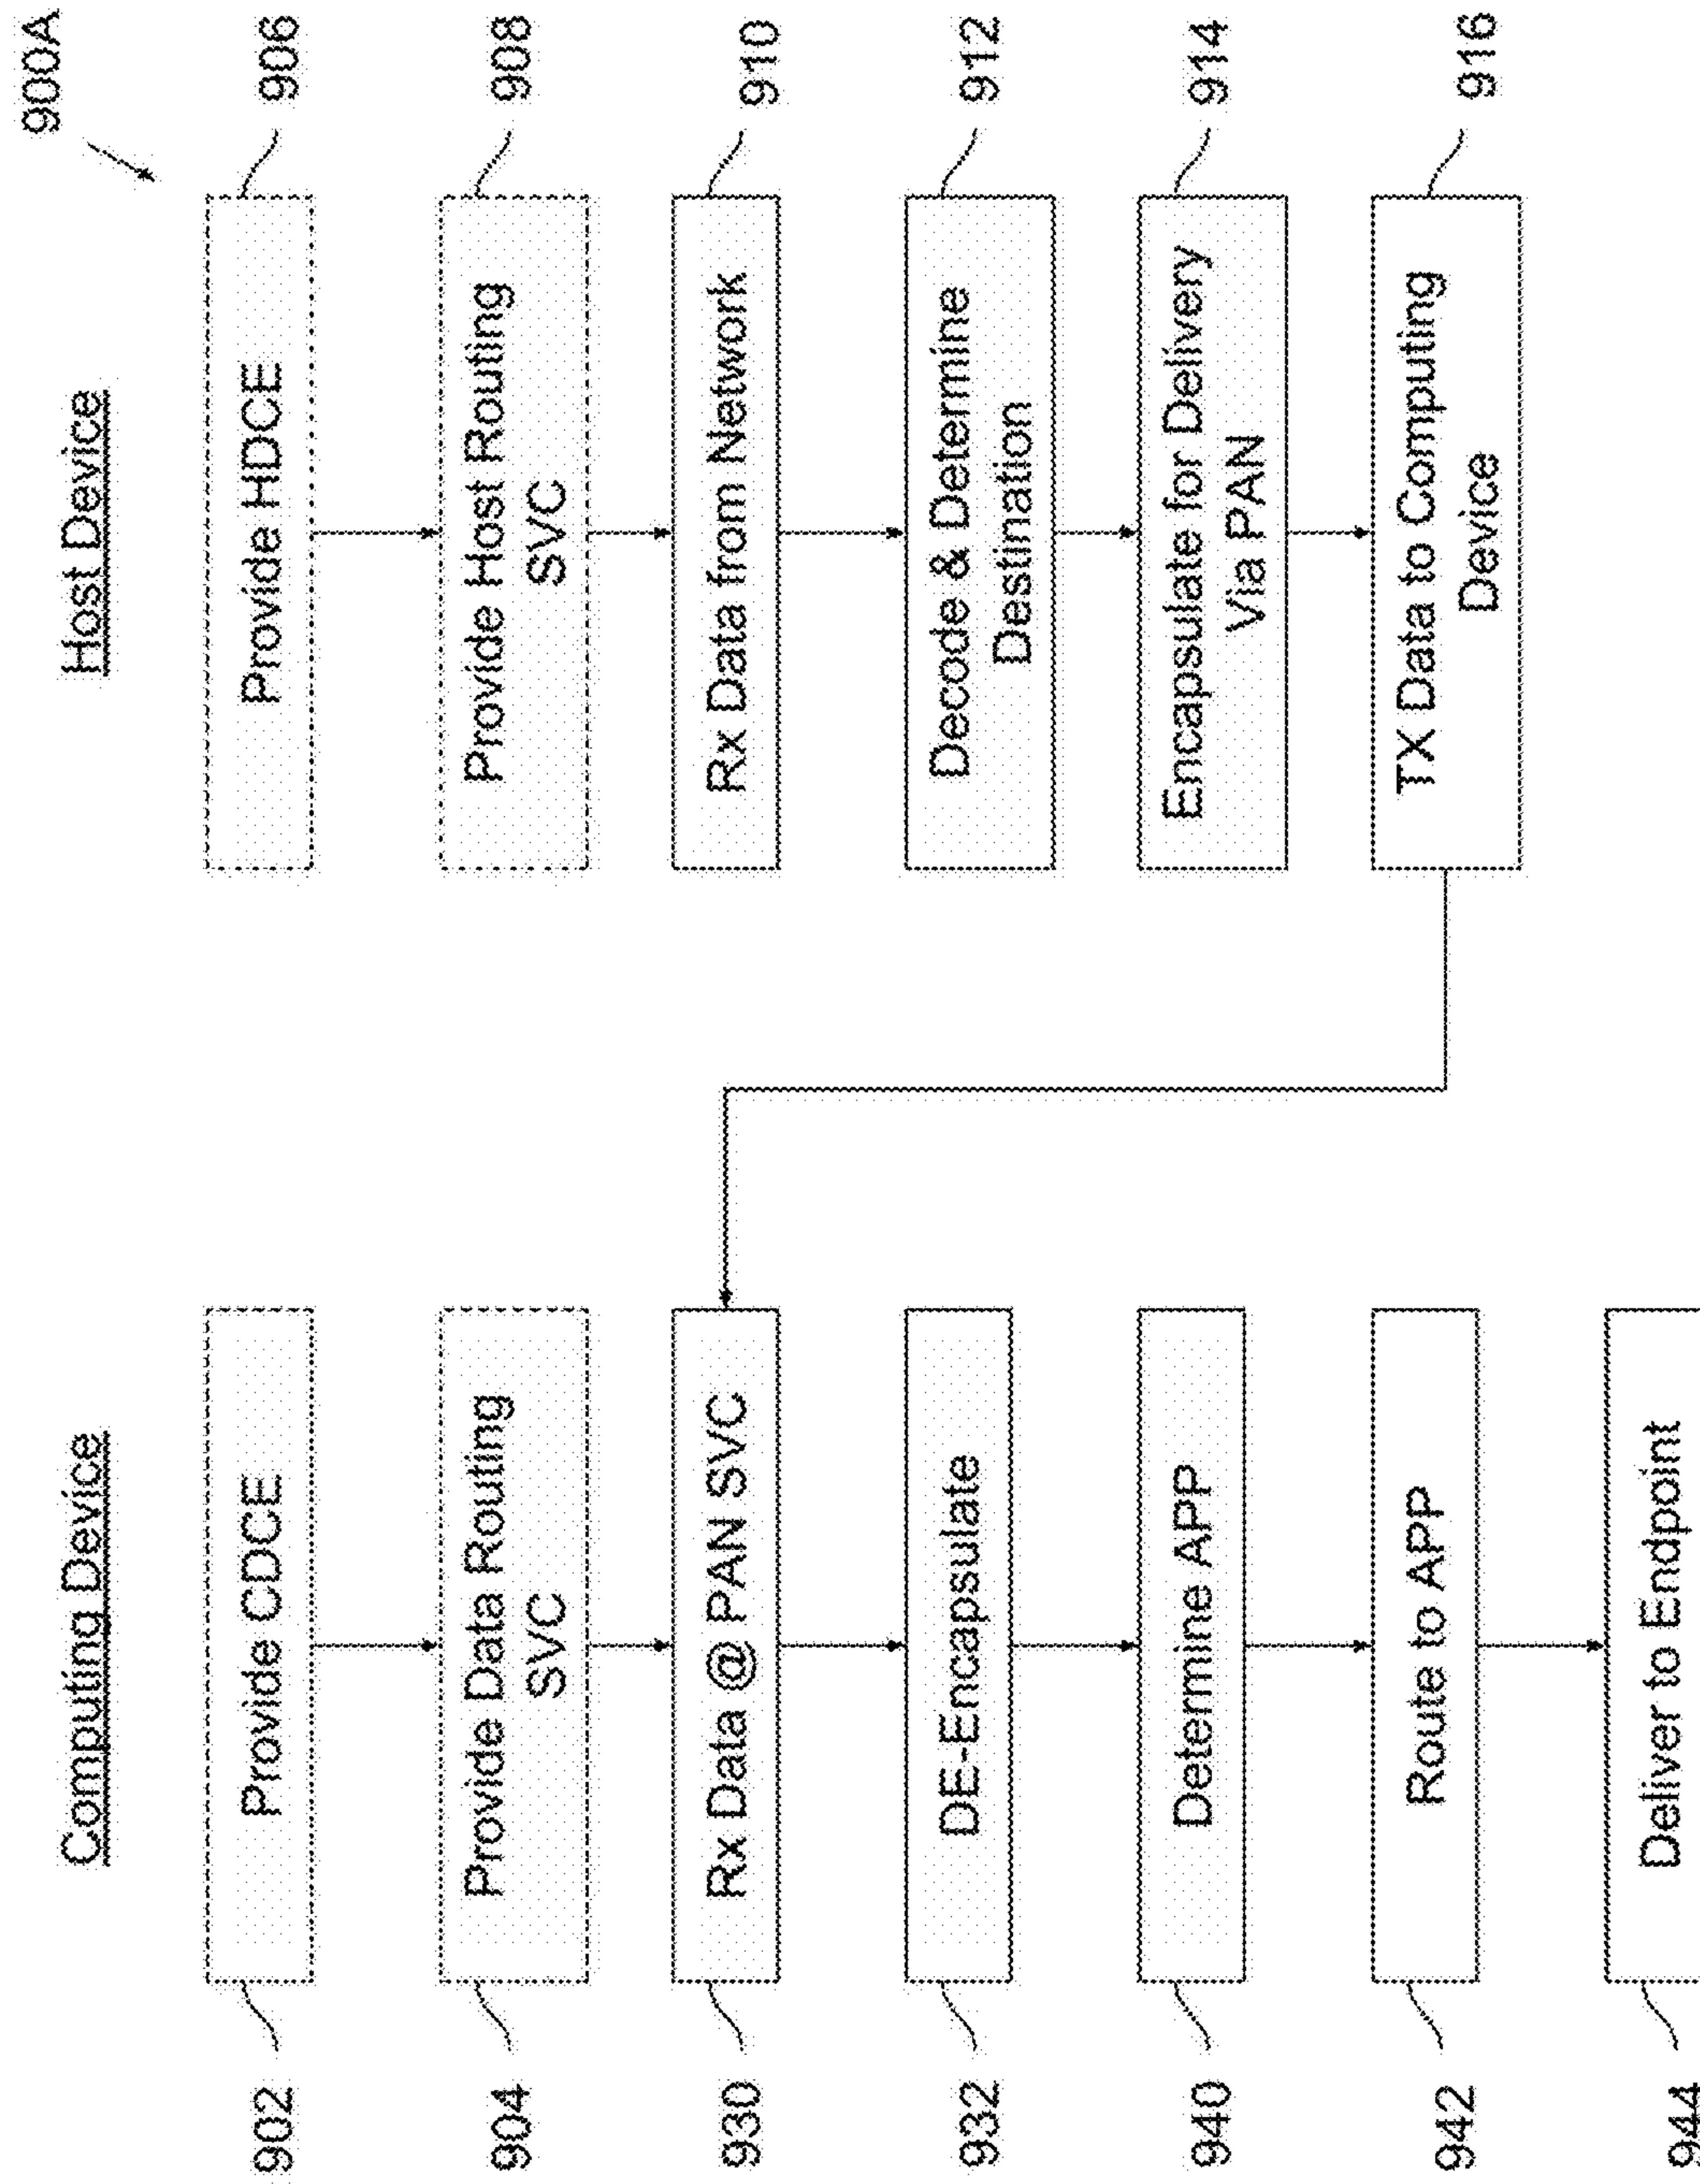 900A
Computing Device
Host Device
902
Provide CDCE
Provide HDCE
906
904
Provide Data Routing
SVC
Provide Host Routing
SVC
908
930
Rx Data @ PAN SVC
Rx Data from Network
910
932
DE-Encapsulate
Decode & Determine
Destination
912
940
Determine APP
Encapsulate for Delivery
Via PAN
914
942
Route to APP
TX Data to Computing
Device
916
944
Deliver to Endpoint